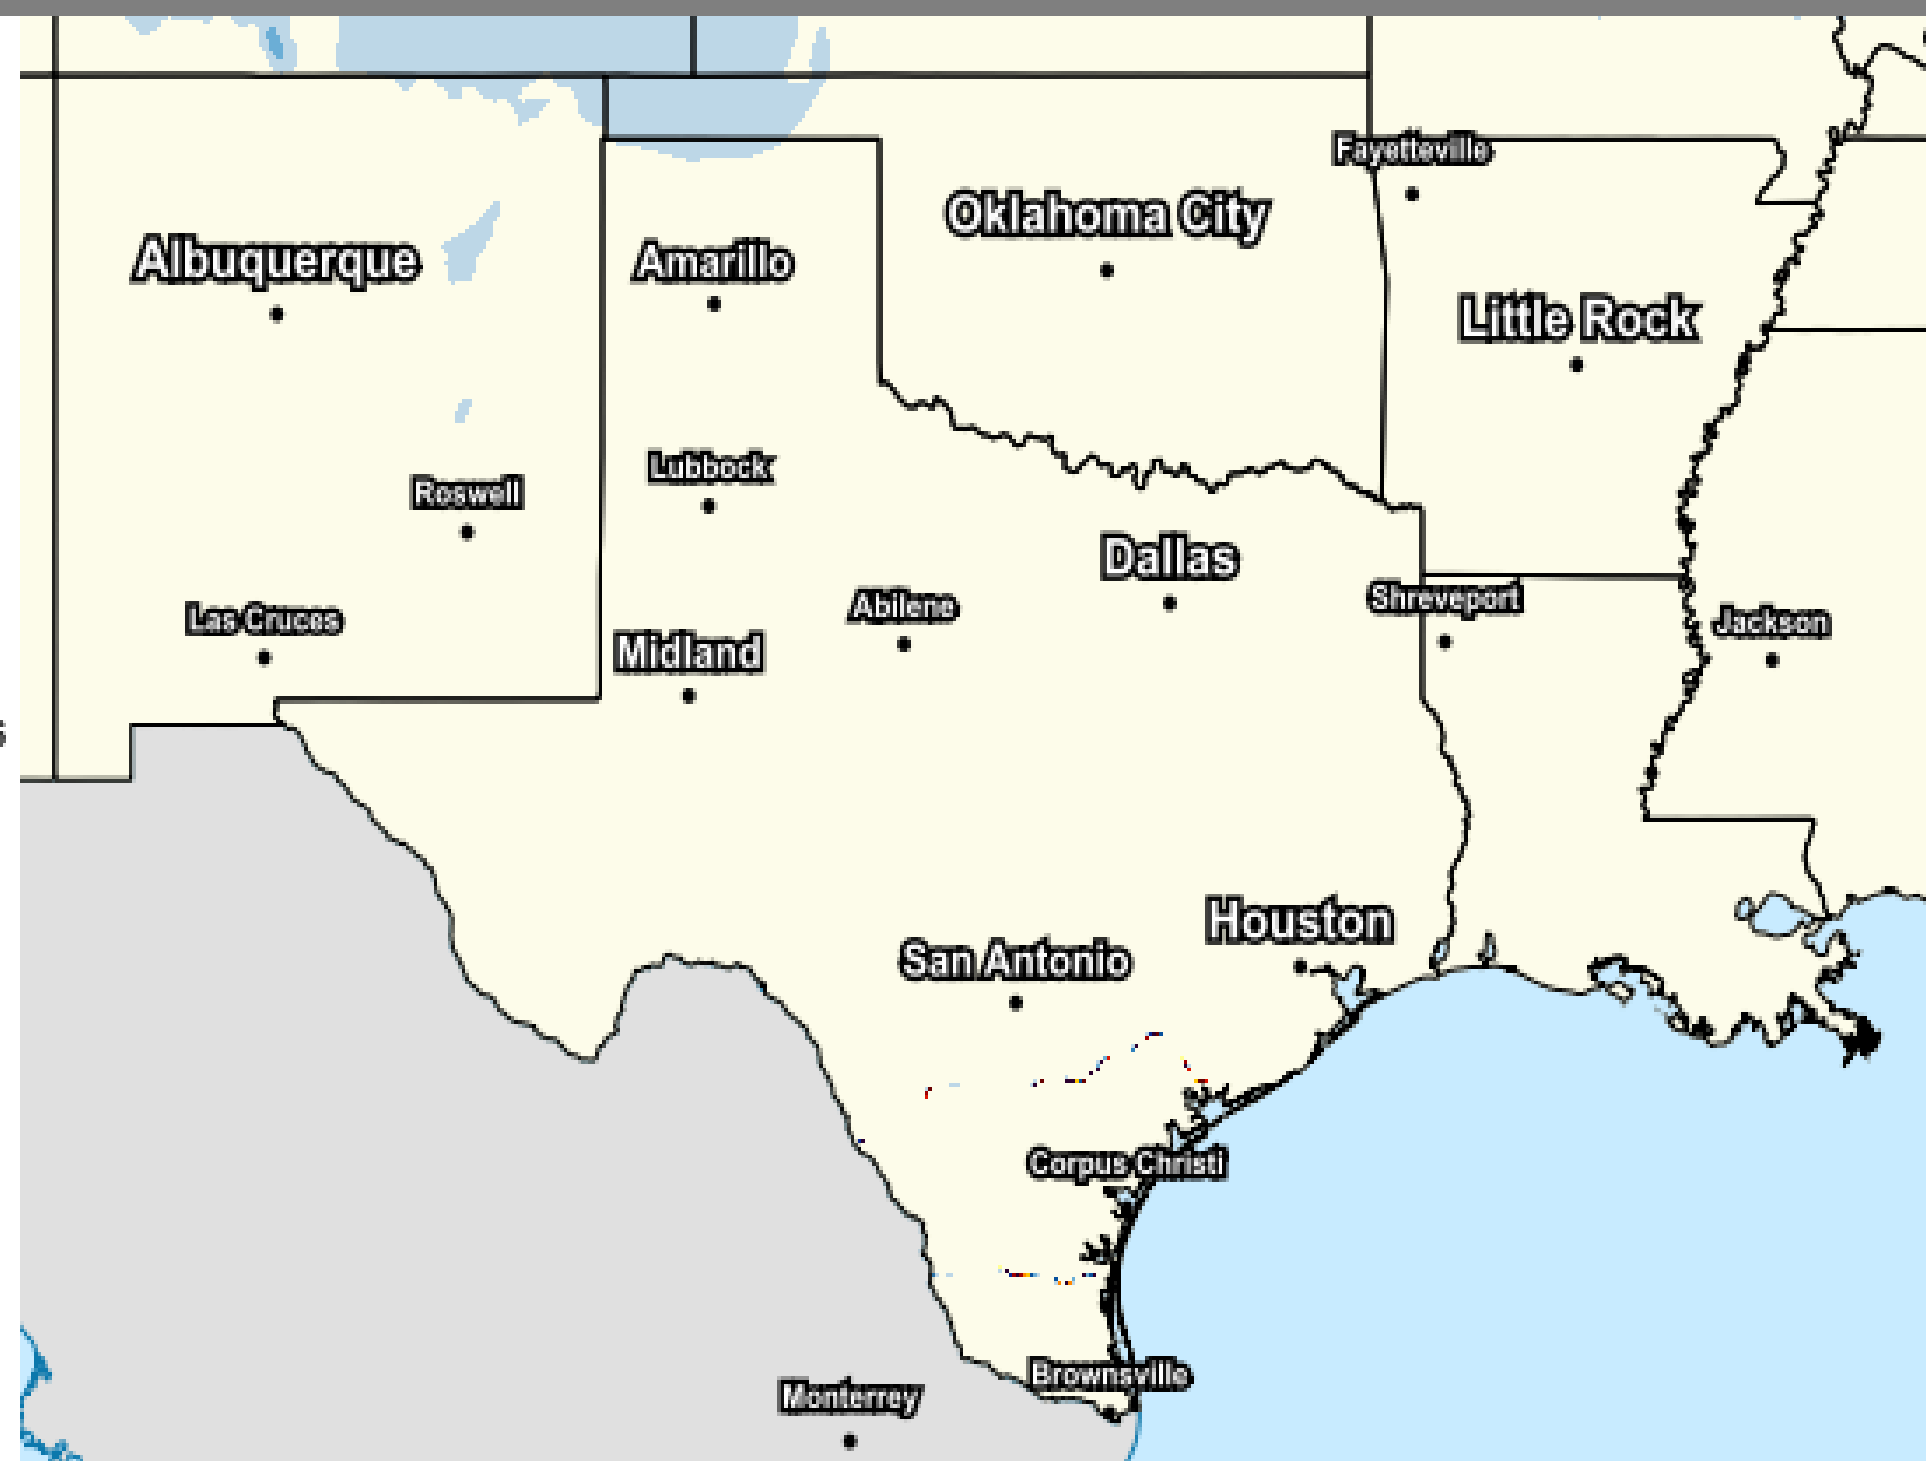 Fayetteville
Oklahoma City
Albuquerque
Amarillo
Little Rock
Lubbock
Roswell
Dallas
Abilene
Shreveport
Las Cruces
Jackson
Midland
Houston
San Antonio
Corpus Christi
Brownsville
Monterrey